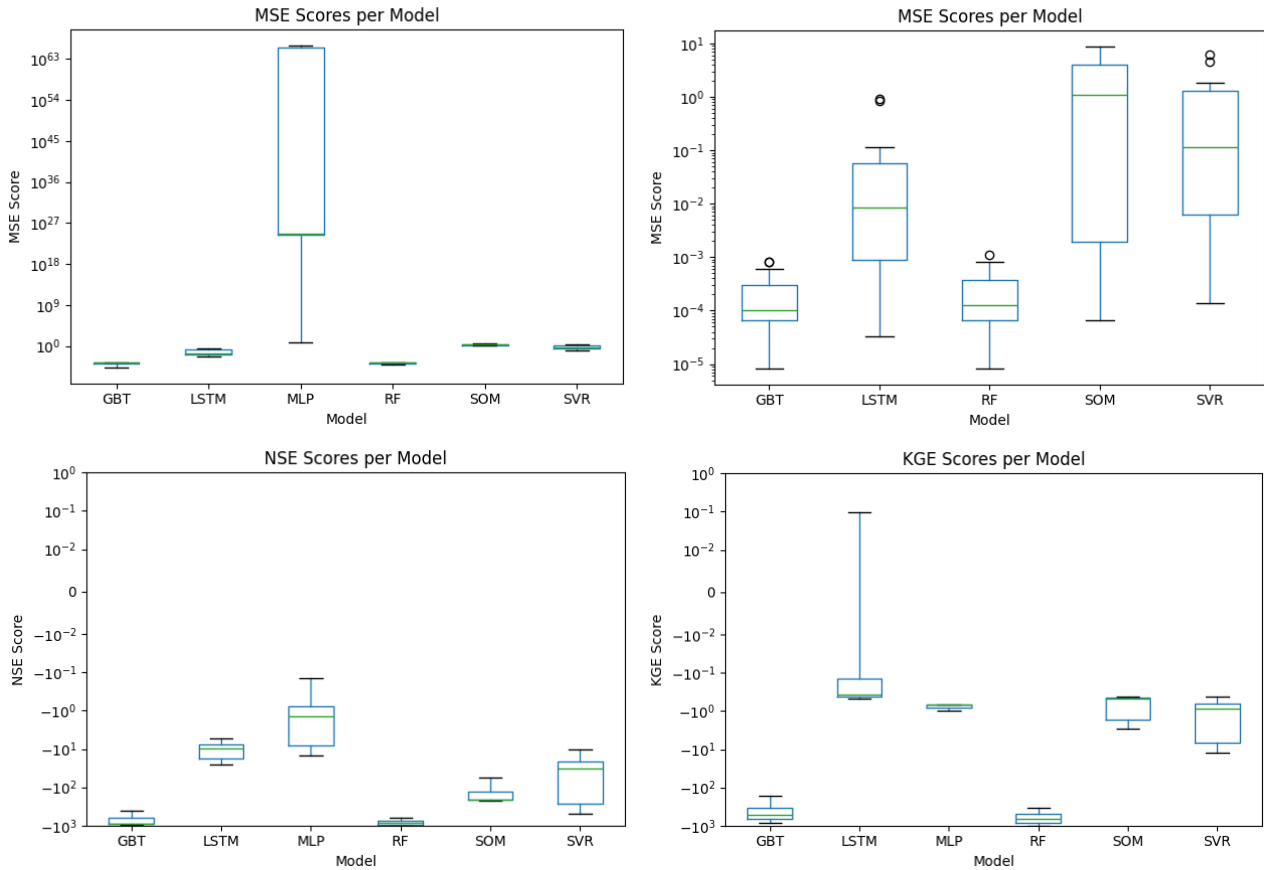 MSE Scores per Model
MSE Score
10^63
10^54
10^45
10^36
10^27
10^18
10^9
10^0
GBT LSTM MLP RF SOM SVR
Model
MSE Scores per Model
MSE Score
10^1
10^0
10^-1
10^-2
10^-3
10^-4
10^-5
GBT LSTM RF SOM SVR
Model
NSE Scores per Model
NSE Score
10^0
10^-1
10^-2
0
−10^-2
−10^-1
−10^0
−10^1
−10^2
−10^3
GBT LSTM MLP RF SOM SVR
Model
KGE Scores per Model
KGE Score
10^0
10^-1
10^-2
0
−10^-2
−10^-1
−10^0
−10^1
−10^2
−10^3
GBT LSTM MLP RF SOM SVR
Model